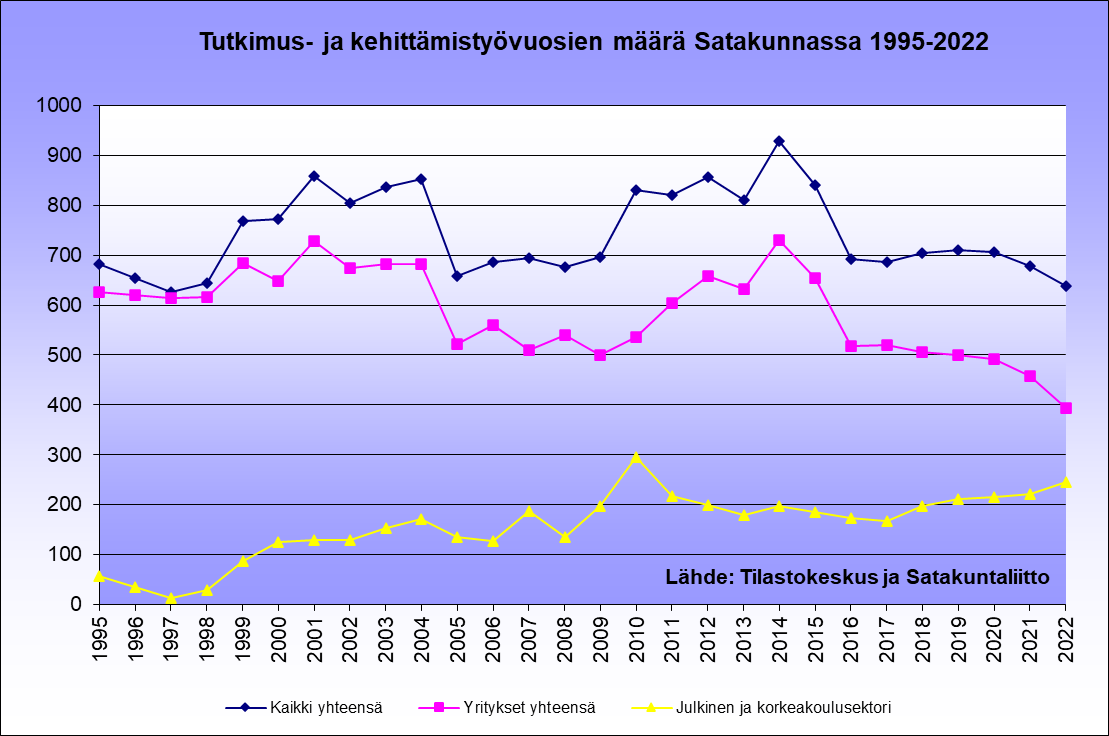 Tutkimus- ja kehittämistyövuosien määrä Satakunnassa 1995-2022
1000
900
800
700
600
500
400
300
200
100
0
Lähde: Tilastokeskus ja Satakuntaliitto
1995 1996 1997 1998 1999 2000 2001 2002 2003 2004 2005 2006 2007 2008 2009 2010 2011 2012 2013 2014 2015 2016 2017 2018 2019 2020 2021 2022
Kaikki yhteensä Yritykset yhteensä Julkinen ja korkeakoulusektori